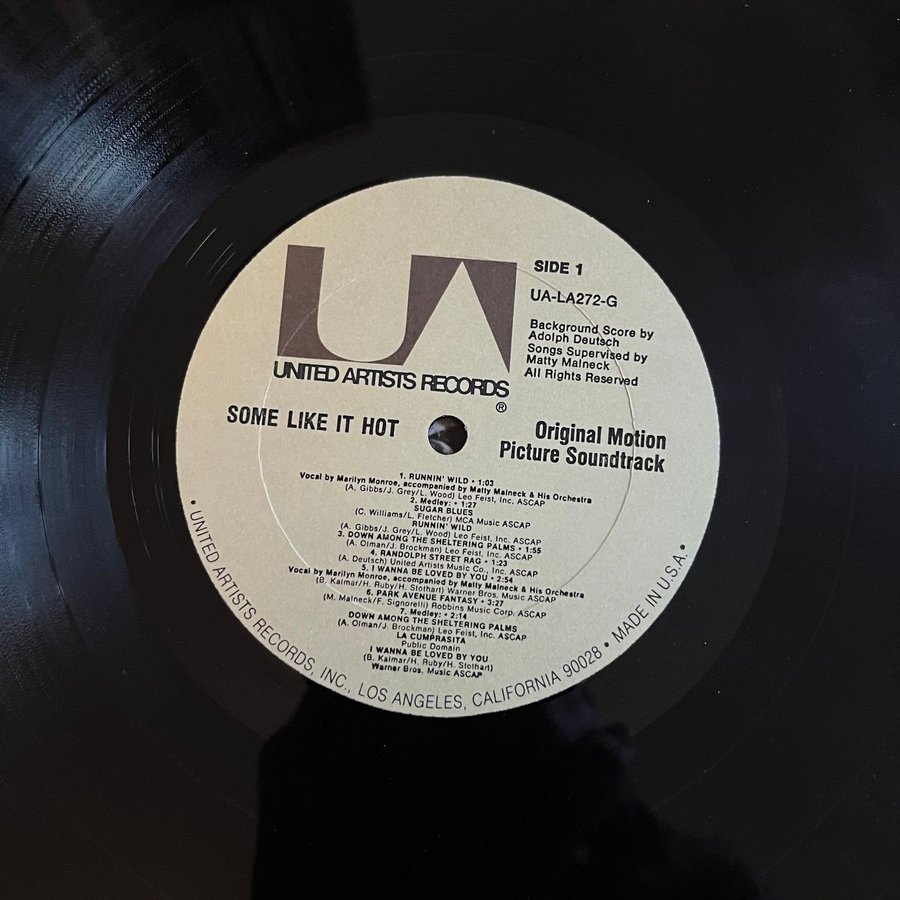 UA
UNITED ARTISTS RECORDS
®
SIDE 1
UA-LA272-G
Background Score by
Adolph Deutsch
Songs Supervised by
Matty Malneck
All Rights Reserved
SOME LIKE IT HOT
Original Motion
Picture Soundtrack
1. RUNNIN' WILD • 1:03
Vocal by Marilyn Monroe, accompanied by Matty Malneck & His Orchestra
(A. Gibbs/J. Grey/L. Wood) Leo Feist, Inc. ASCAP
2. Medley: • 1:27
SUGAR BLUES
(C. Williams/L. Fletcher) MCA Music ASCAP
RUNNIN' WILD
(A. Gibbs/J. Grey/L. Wood) Leo Feist, Inc. ASCAP
3. DOWN AMONG THE SHELTERING PALMS • 1:55
(A. Olman/J. Brockman) Leo Feist, Inc. ASCAP
4. RANDOLPH STREET RAG • 1:23
(A. Deutsch) United Artists Music Co., Inc. ASCAP
5. I WANNA BE LOVED BY YOU • 2:54
Vocal by Marilyn Monroe, accompanied by Matty Malneck & His Orchestra
(B. Kalmar/H. Ruby/H. Stothart) Warner Bros. Music ASCAP
6. PARK AVENUE FANTASY • 3:27
(M. Malneck/F. Signorelli) Robbins Music Corp. ASCAP
7. Medley: • 2:14
DOWN AMONG THE SHELTERING PALMS
(A. Olman/J. Brockman) Leo Feist, Inc. ASCAP
LA CUMPRASITA
Public Domain
I WANNA BE LOVED BY YOU
(B. Kalmar/H. Ruby/H. Stothart)
Warner Bros. Music ASCAP
• UNITED ARTISTS RECORDS, INC., LOS ANGELES, CALIFORNIA 90028 • MADE IN U.S.A. •